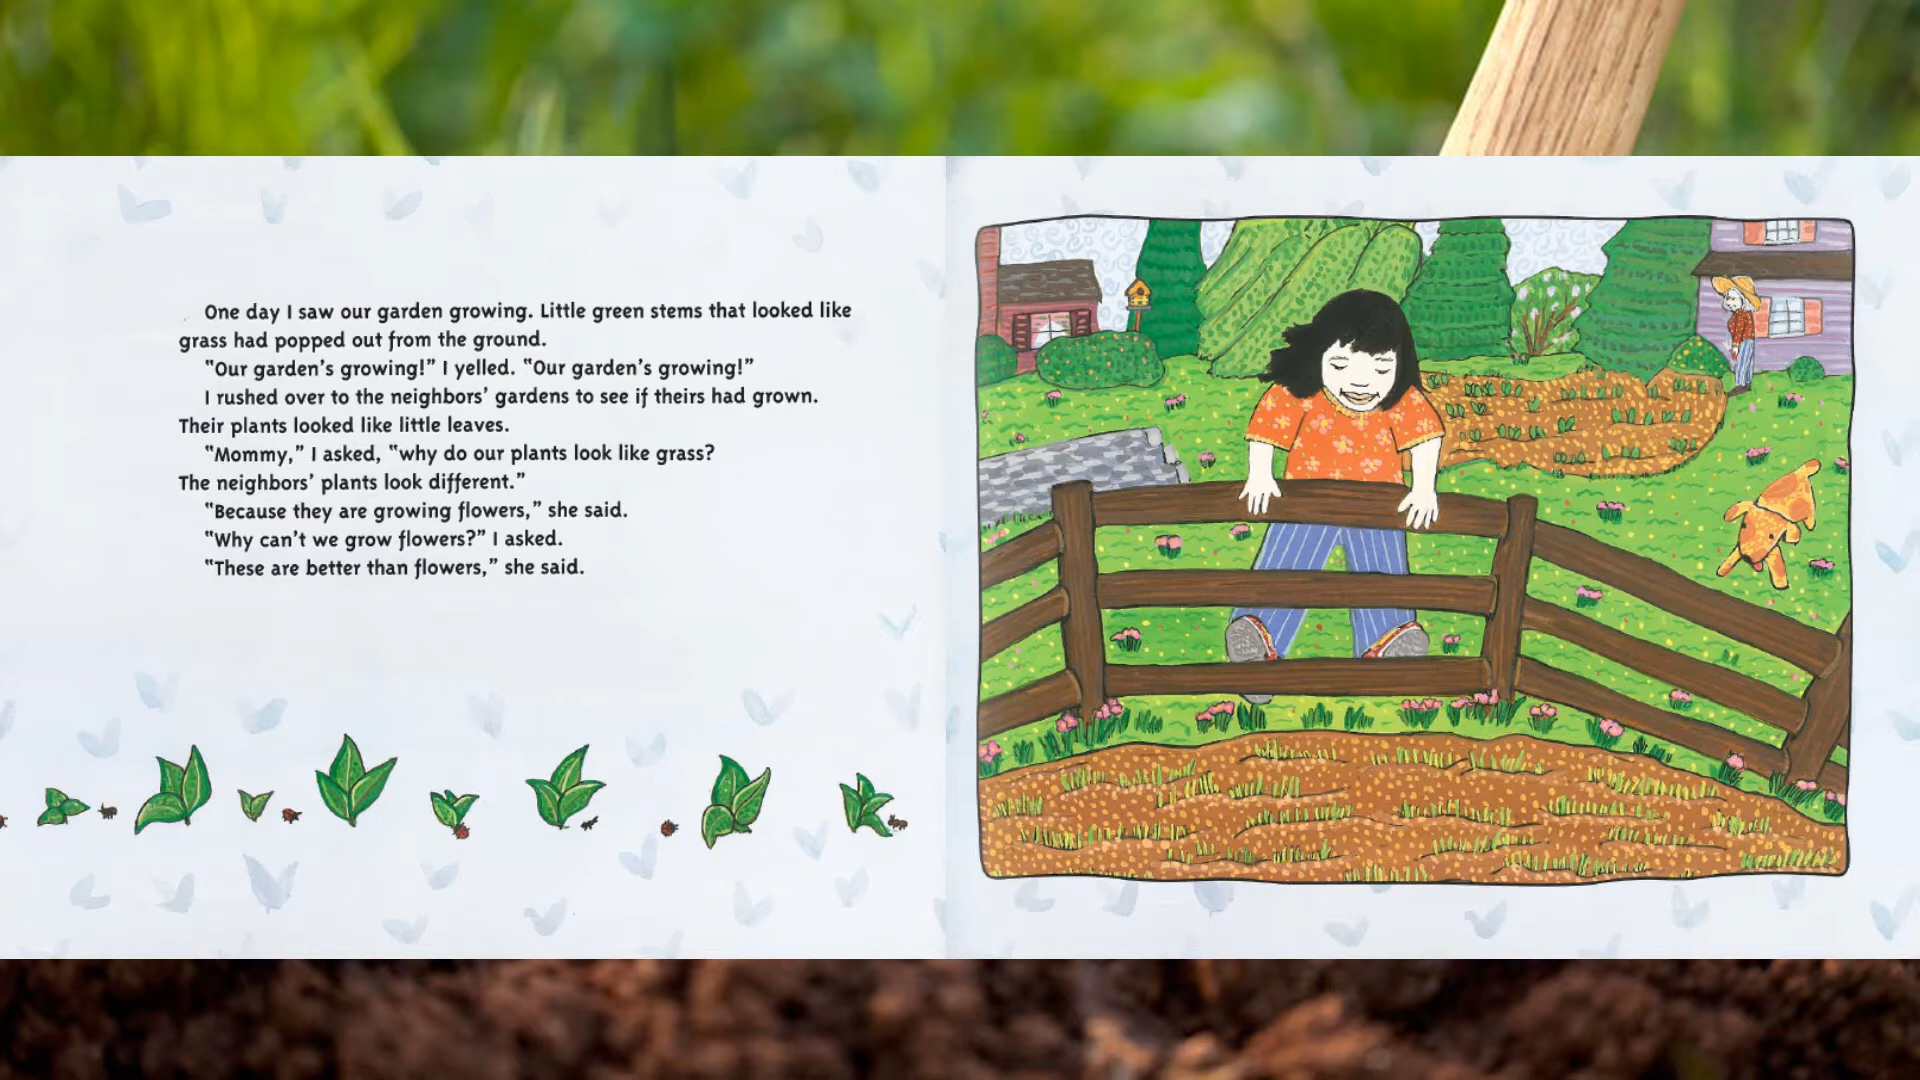 One day I saw our garden growing. Little green stems that looked like
grass had popped out from the ground.
“Our garden’s growing!” I yelled. “Our garden’s growing!”
I rushed over to the neighbors’ gardens to see if theirs had grown.
Their plants looked like little leaves.
“Mommy,” I asked, “why do our plants look like grass?
The neighbors’ plants look different.”
“Because they are growing flowers,” she said.
“Why can’t we grow flowers?” I asked.
“These are better than flowers,” she said.